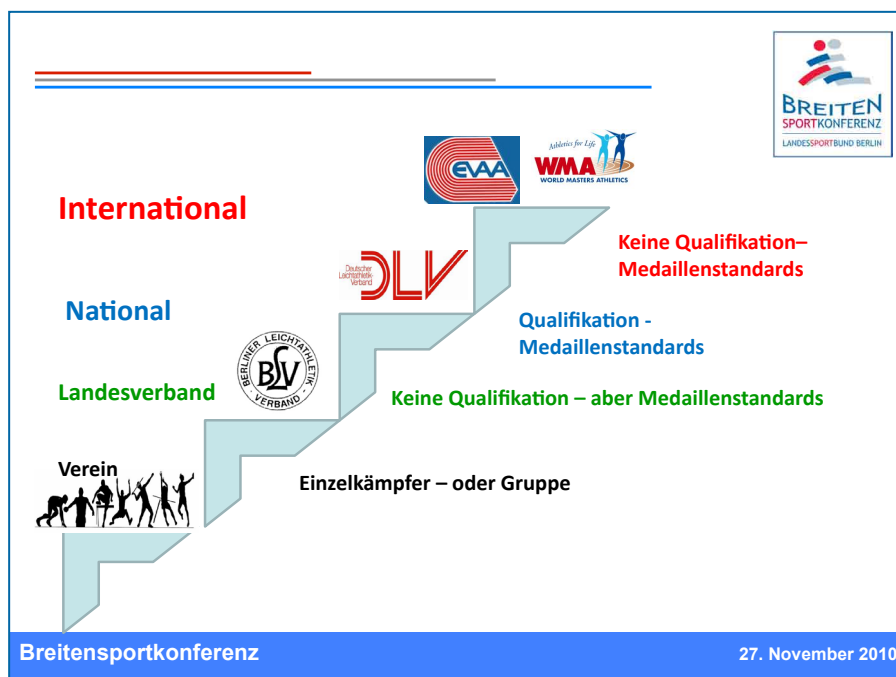 BREITEN
SPORTKONFERENZ
LANDESSPORTBUND BERLIN
EVAA
Athletics for Life
WMA
WORLD MASTERS ATHLETICS
International
Keine Qualifikation–
Medaillenstandards
Deutscher
Leichtathletik
Verband
DLV
National
Qualifikation -
Medaillenstandards
BERLINER LEICHTATHLETIK -
VERBAND -
BLV
Landesverband
Keine Qualifikation – aber Medaillenstandards
Verein
Einzelkämpfer – oder Gruppe
Breitensportkonferenz
27. November 2010